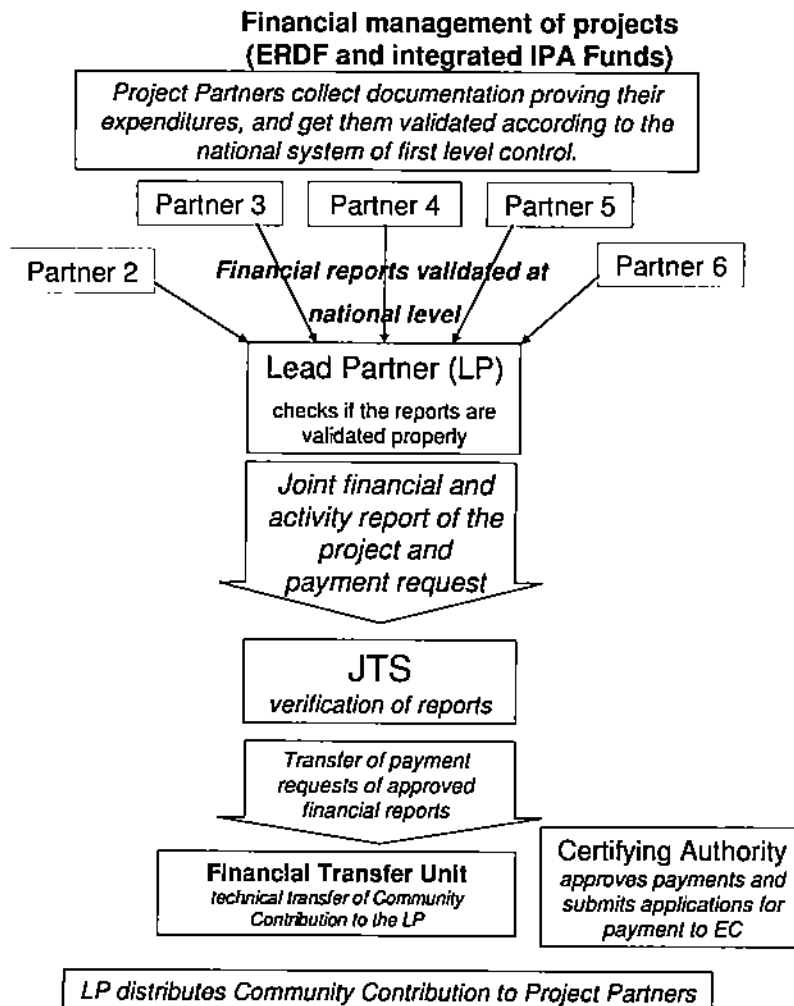 Financial management of projects
(ERDF and integrated IPA Funds)
Project Partners collect documentation proving their
expenditures, and get them validated according to the
national system of first level control.
Partner 3
Partner 4
Partner 5
Partner 2
Partner 6
Financial reports validated at
national level
Lead Partner (LP)
checks if the reports are
validated properly
Joint financial and
activity report of the
project and
payment request
JTS
verification of reports
Transfer of payment
requests of approved
financial reports
Financial Transfer Unit
technical transfer of Community
Contribution to the LP
Certifying Authority
approves payments and
submits applications for
payment to EC
LP distributes Community Contribution to Project Partners